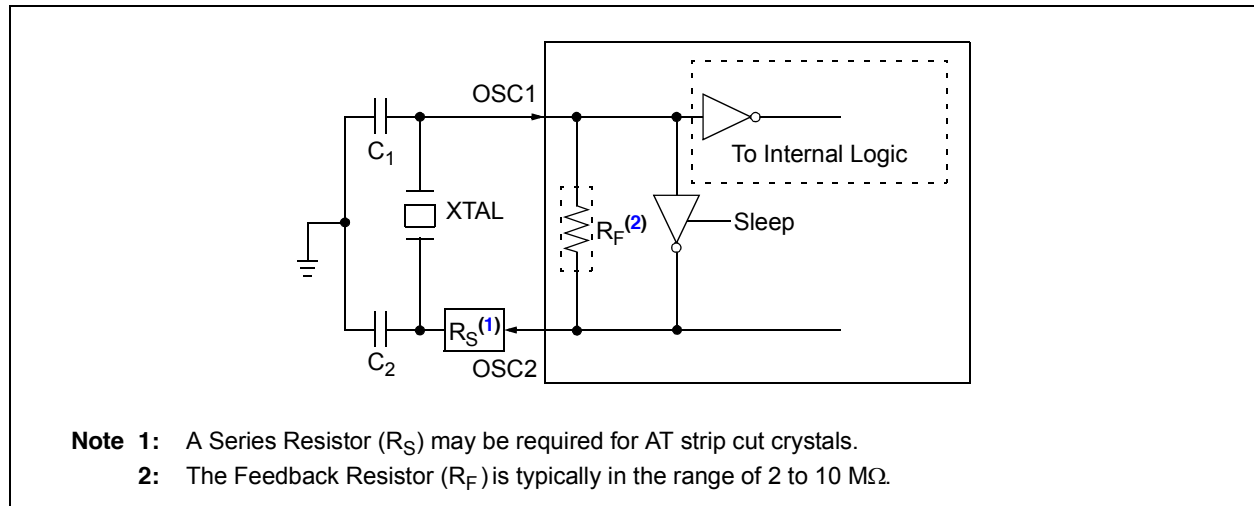 OSC1
C1
To Internal Logic
XTAL
RF(2)
Sleep
RS(1)
C2
OSC2
Note 1: A Series Resistor (RS) may be required for AT strip cut crystals.
2: The Feedback Resistor (RF) is typically in the range of 2 to 10 MΩ.